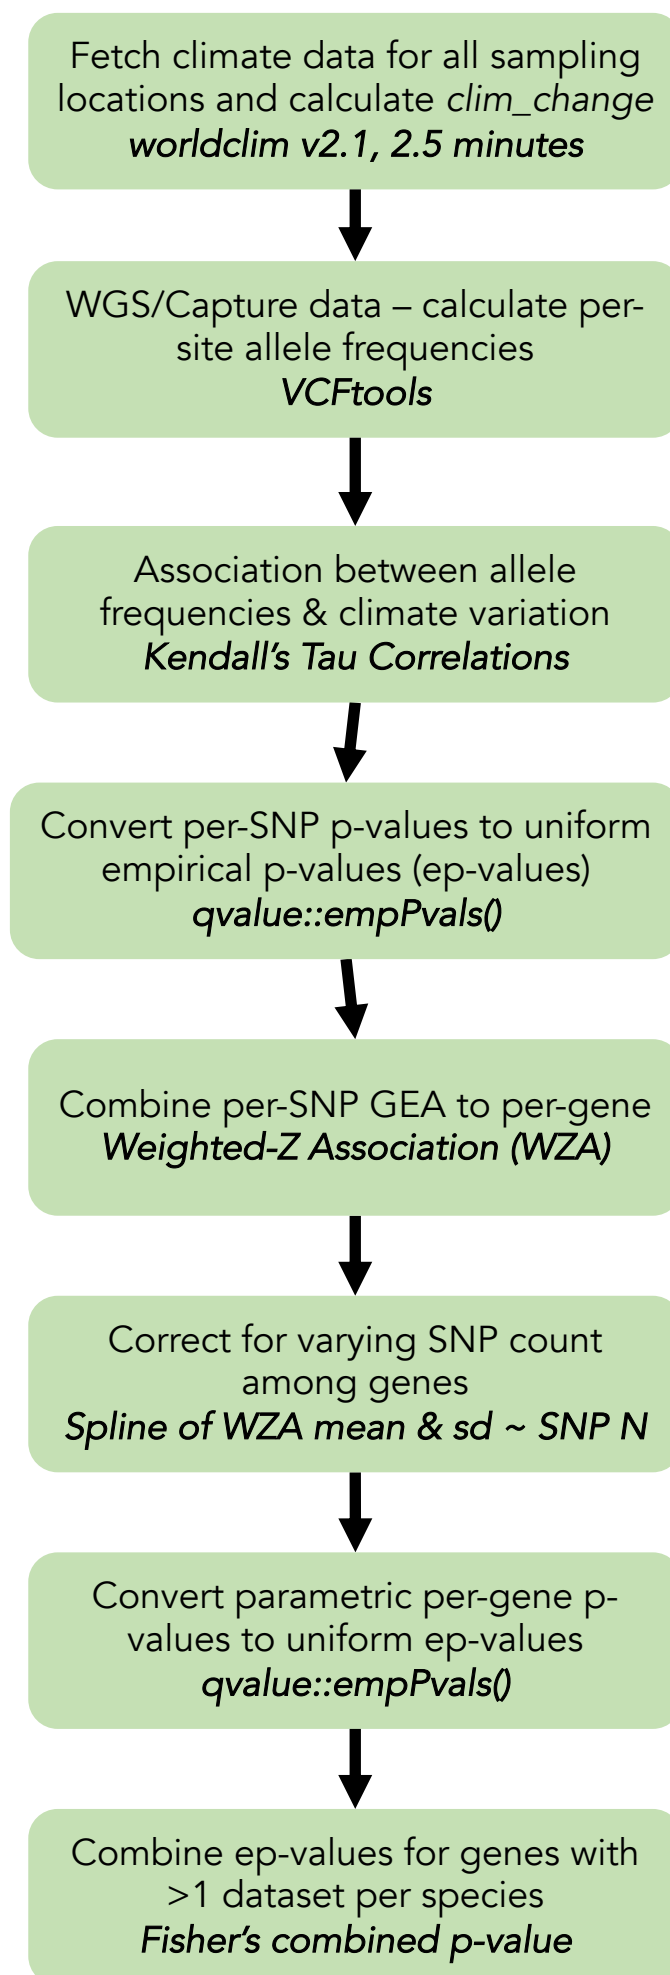 Fetch climate data for all sampling
locations and calculate clim_change
worldclim v2.1, 2.5 minutes
WGS/Capture data – calculate per-
site allele frequencies
VCFtools
Association between allele
frequencies & climate variation
Kendall’s Tau Correlations
Convert per-SNP p-values to uniform
empirical p-values (ep-values)
qvalue::empPvals()
Combine per-SNP GEA to per-gene
Weighted-Z Association (WZA)
Correct for varying SNP count
among genes
Spline of WZA mean & sd ~ SNP N
Convert parametric per-gene p-
values to uniform ep-values
qvalue::empPvals()
Combine ep-values for genes with
>1 dataset per species
Fisher’s combined p-value